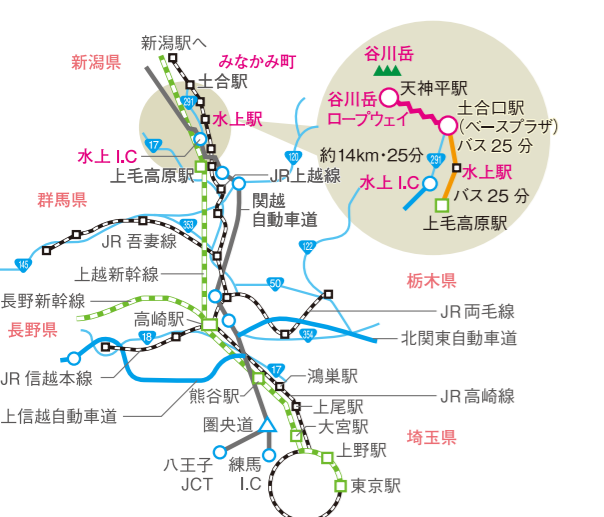 新潟駅へ
新潟県
みなかみ町
土合駅
291
水上駅
17
水上 I.C
上毛高原駅
120
JR上越線
関越
自動車道
群馬県
353
JR 吾妻線
145
122
上越新幹線
50
長野新幹線
栃木県
長野県
高崎駅
JR両毛線
18
354
北関東自動車道
JR 信越本線
17
鴻巣駅
熊谷駅
JR高崎線
上信越自動車道
上尾駅
圏央道
大宮駅
埼玉県
上野駅
八王子
JCT
練馬
I.C
東京駅
谷川岳
天神平駅
谷川岳
ロープウェイ
土合口駅
(ベースプラザ)
バス 25 分
約14km・25分
291
水上駅
水上 I.C
バス 25 分
上毛高原駅